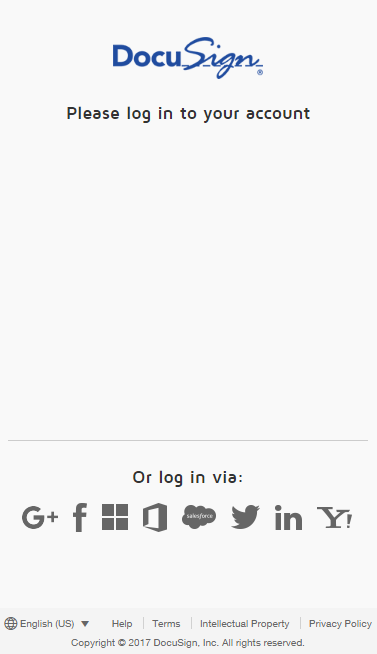 DocuSign®
Please log in to your account
Or log in via:
G+ f salesforce in Y!
English (US) Help Terms Intellectual Property Privacy Policy
Copyright © 2017 DocuSign, Inc. All rights reserved.